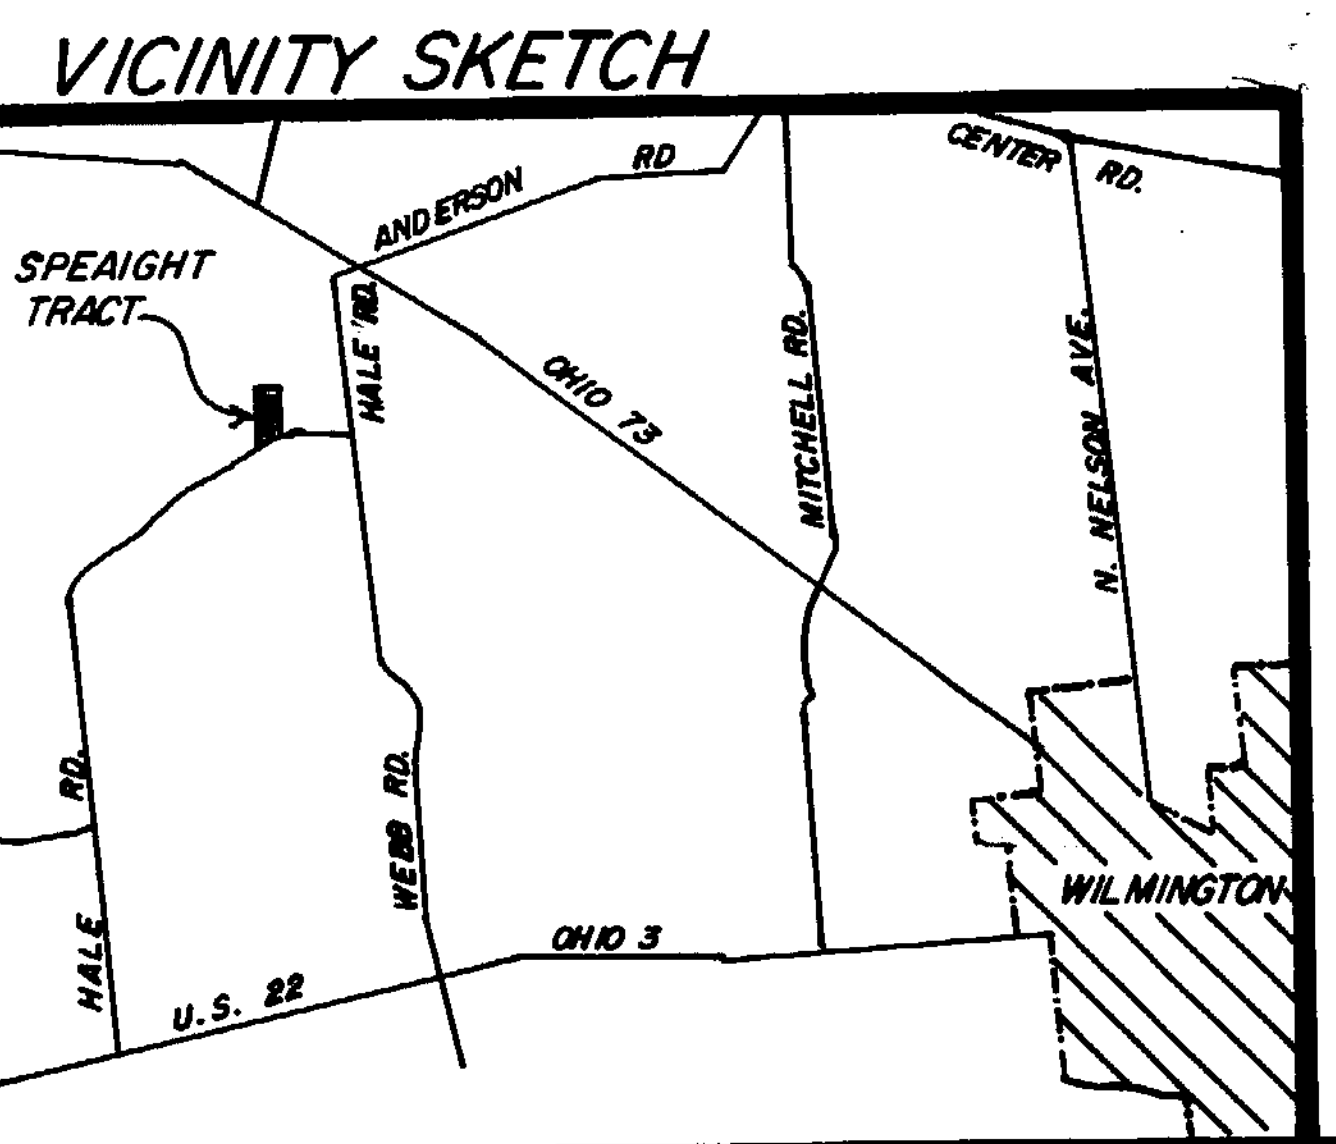 VICINITY SKETCH
CENTER RD.
ANDERSON RD
SPEAIGHT
TRACT
HALE RD.
OHIO 73
MITCHELL RD.
N. NELSON AVE.
HALE RD.
WEBB RD.
WILMINGTON
OHIO 3
U.S. 22